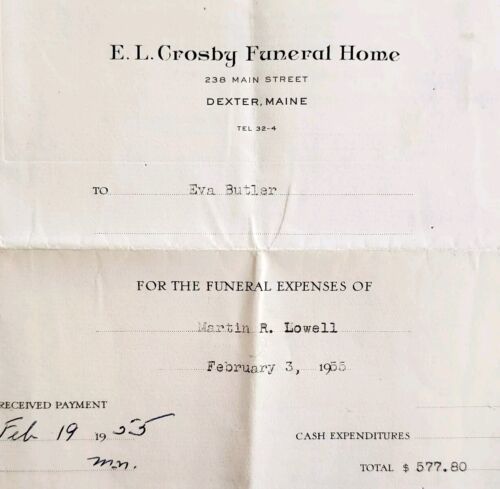 E. L. Crosby Funeral Home
238 MAIN STREET
DEXTER, MAINE
TEL 32-4
TO Eva Butler
FOR THE FUNERAL EXPENSES OF
Martin R. Lowell
February 3, 1955
RECEIVED PAYMENT
Feb 19 1955
CASH EXPENDITURES
m.n.
TOTAL $ 577.80